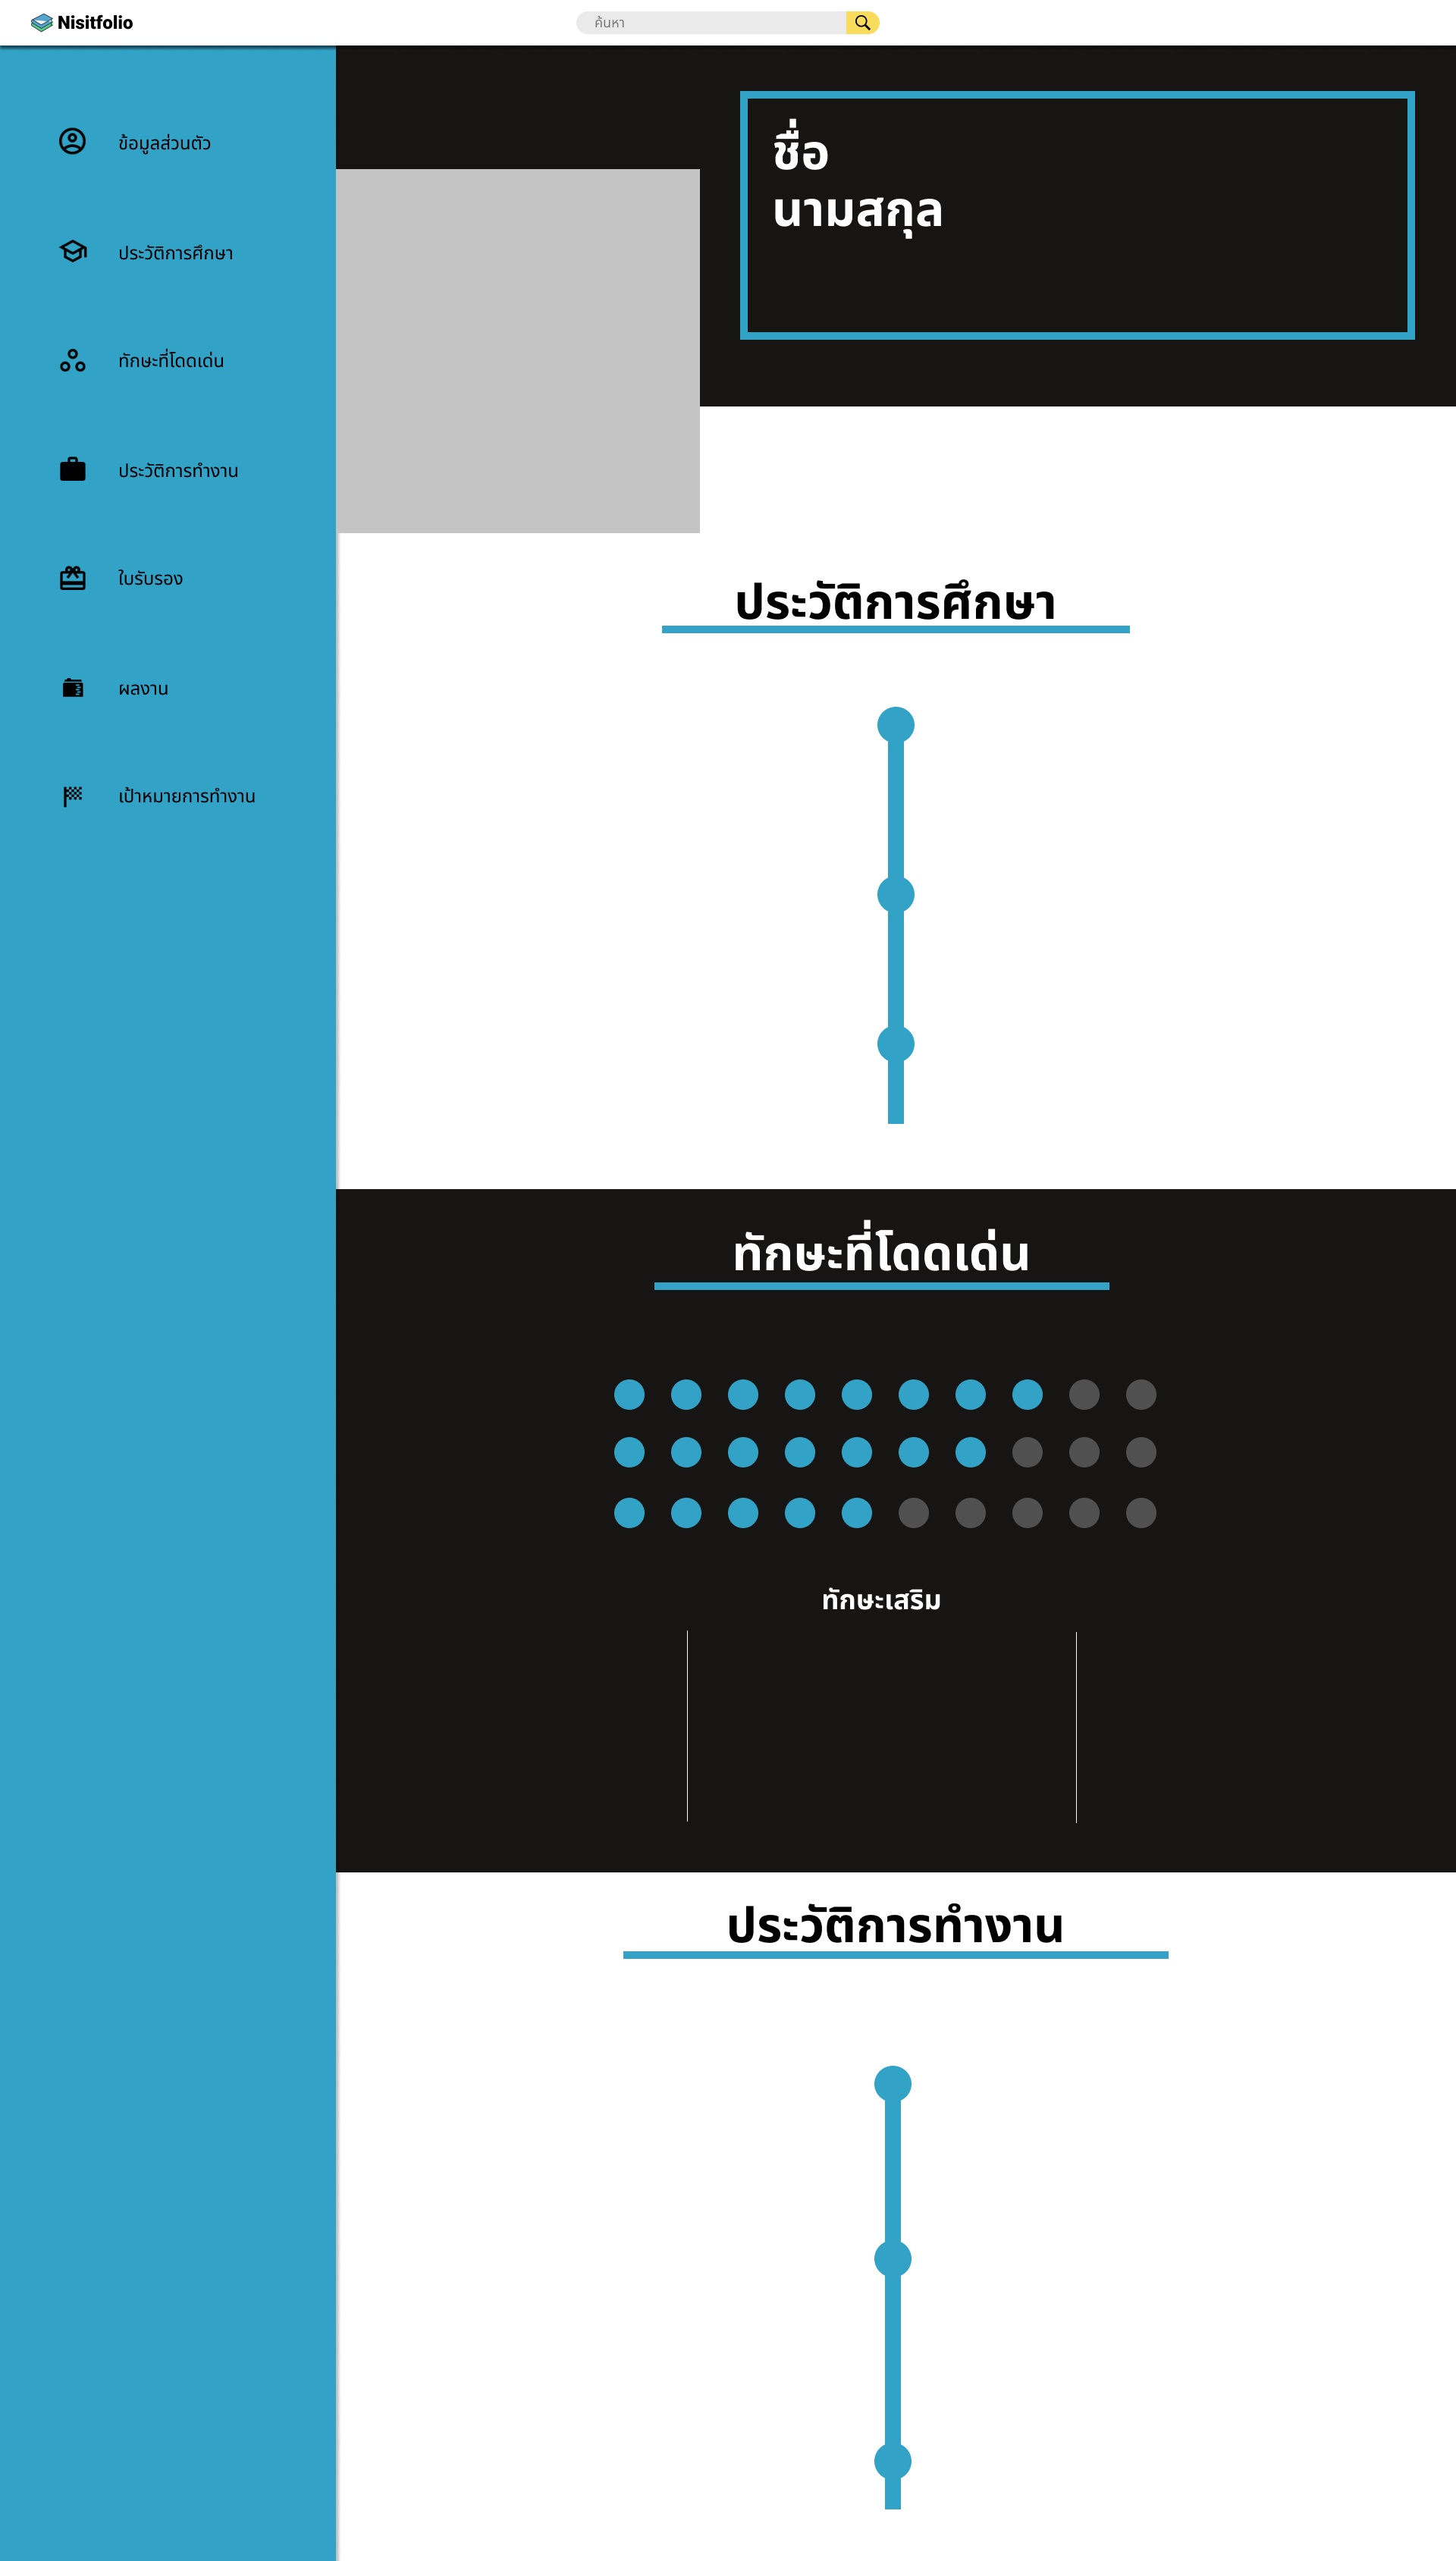 Nisitfolio
ค้นหา
ข้อมูลส่วนตัว
ประวัติการศึกษา
ทักษะที่โดดเด่น
ประวัติการทำงาน
ใบรับรอง
ผลงาน
เป้าหมายการทำงาน
ชื่อ
นามสกุล
ประวัติการศึกษา
ทักษะที่โดดเด่น
ทักษะเสริม
ประวัติการทำงาน